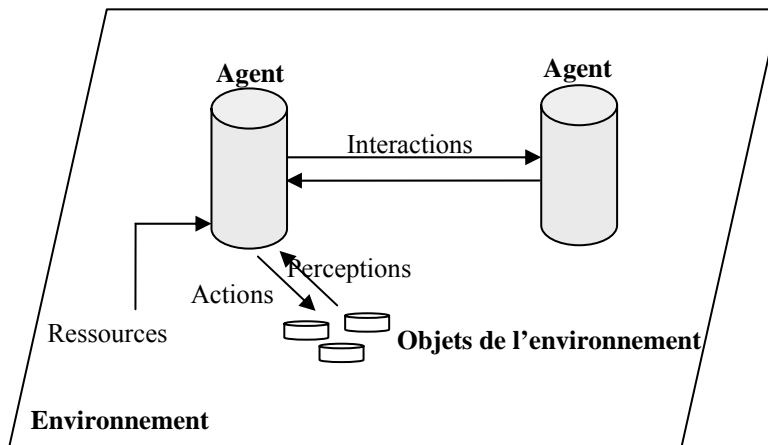 Agent
Agent
Interactions
Perceptions
Actions
Ressources
Objets de l’environnement
Environnement